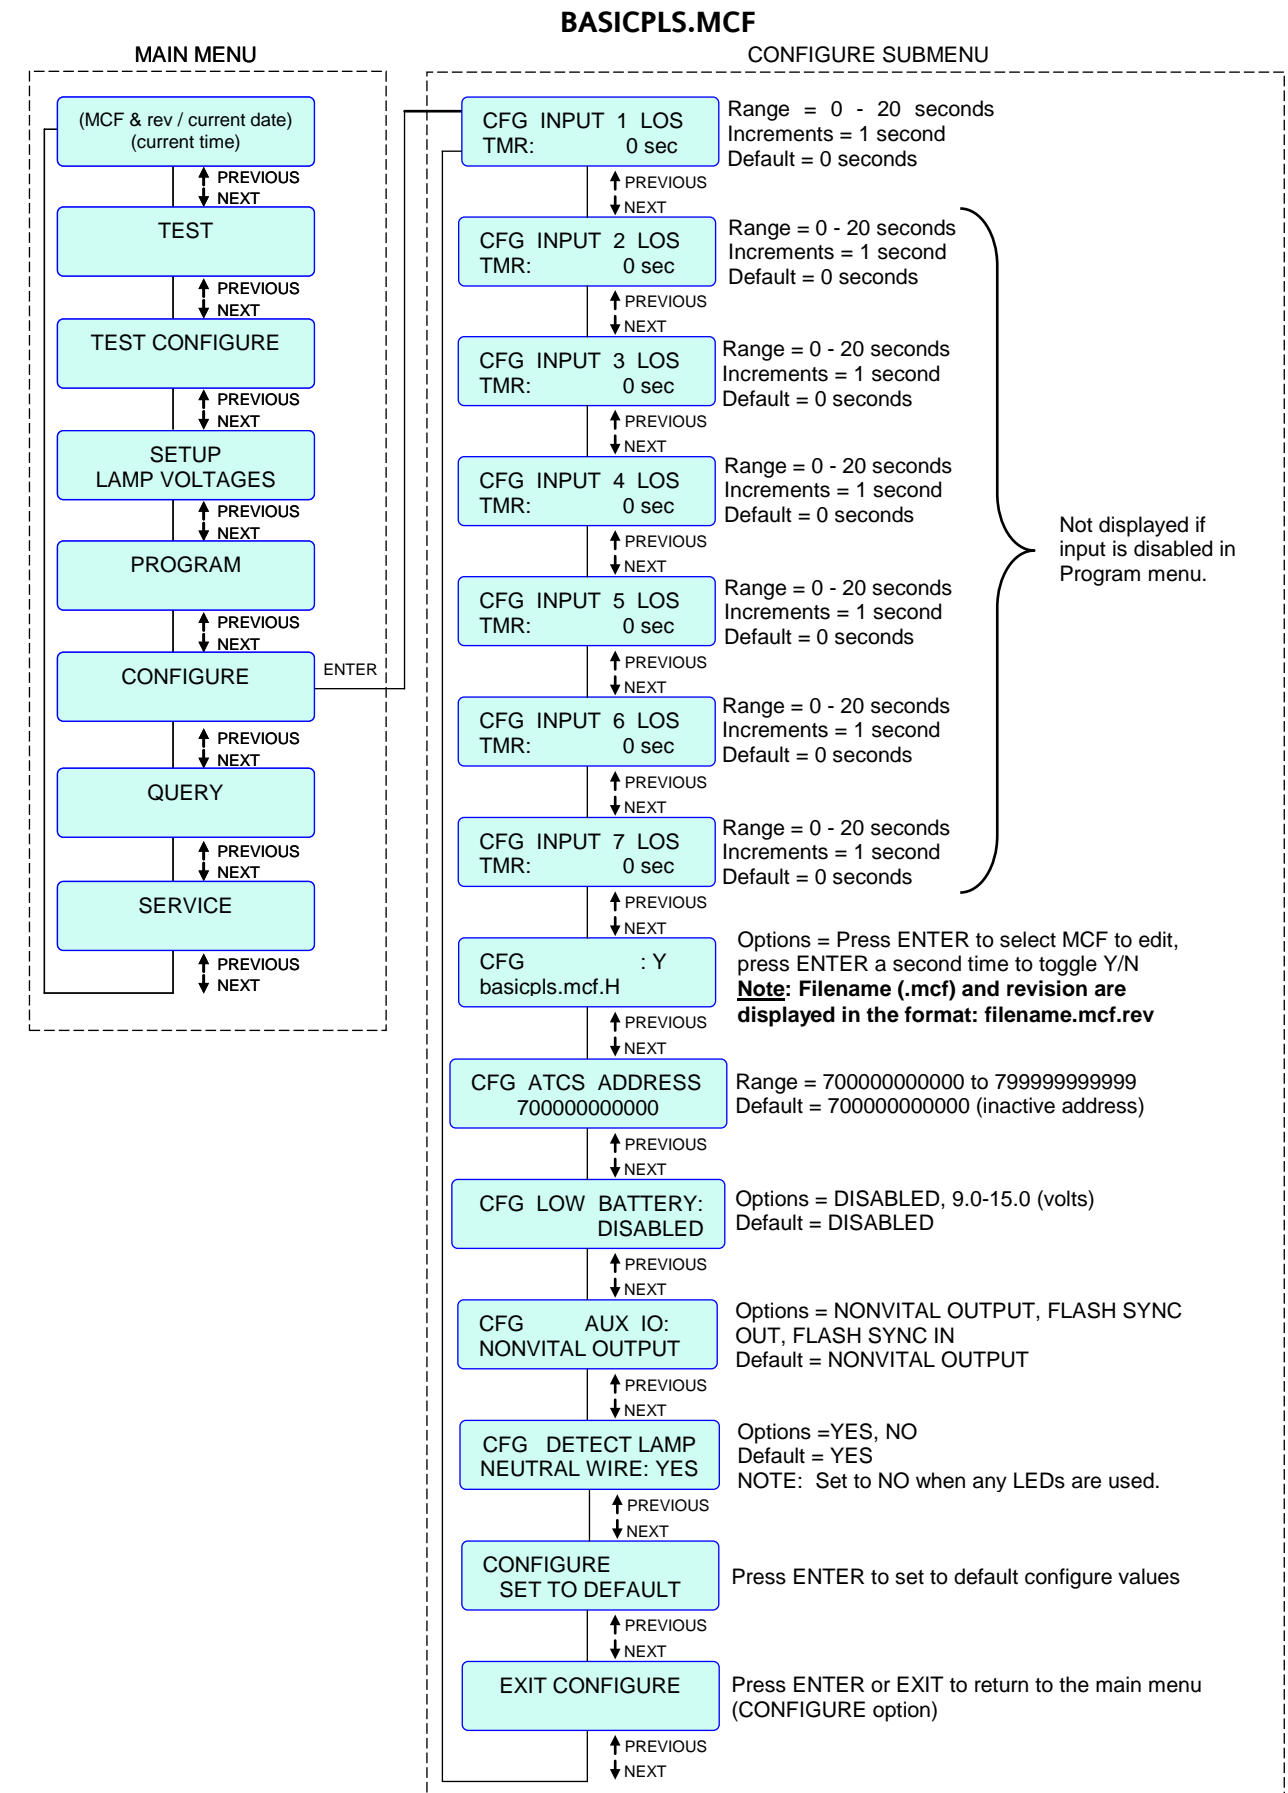 BASICPLS.MCF
MAIN MENU
(MCF & rev / current date)
(current time)
PREVIOUS
NEXT
TEST
PREVIOUS
NEXT
TEST CONFIGURE
PREVIOUS
NEXT
SETUP
LAMP VOLTAGES
PREVIOUS
NEXT
PROGRAM
PREVIOUS
NEXT
CONFIGURE
ENTER
PREVIOUS
NEXT
QUERY
PREVIOUS
NEXT
SERVICE
PREVIOUS
NEXT
CONFIGURE SUBMENU
CFG INPUT 1 LOS
TMR: 0 sec
Range = 0 - 20 seconds
Increments = 1 second
Default = 0 seconds
PREVIOUS
NEXT
CFG INPUT 2 LOS
TMR: 0 sec
Range = 0 - 20 seconds
Increments = 1 second
Default = 0 seconds
PREVIOUS
NEXT
CFG INPUT 3 LOS
TMR: 0 sec
Range = 0 - 20 seconds
Increments = 1 second
Default = 0 seconds
PREVIOUS
NEXT
CFG INPUT 4 LOS
TMR: 0 sec
Range = 0 - 20 seconds
Increments = 1 second
Default = 0 seconds
Not displayed if
input is disabled in
Program menu.
PREVIOUS
NEXT
CFG INPUT 5 LOS
TMR: 0 sec
Range = 0 - 20 seconds
Increments = 1 second
Default = 0 seconds
PREVIOUS
NEXT
CFG INPUT 6 LOS
TMR: 0 sec
Range = 0 - 20 seconds
Increments = 1 second
Default = 0 seconds
PREVIOUS
NEXT
CFG INPUT 7 LOS
TMR: 0 sec
Range = 0 - 20 seconds
Increments = 1 second
Default = 0 seconds
PREVIOUS
NEXT
CFG : Y
basicpls.mcf.H
Options = Press ENTER to select MCF to edit,
press ENTER a second time to toggle Y/N
Note: Filename (.mcf) and revision are
displayed in the format: filename.mcf.rev
PREVIOUS
NEXT
CFG ATCS ADDRESS
700000000000
Range = 700000000000 to 799999999999
Default = 700000000000 (inactive address)
PREVIOUS
NEXT
CFG LOW BATTERY:
DISABLED
Options = DISABLED, 9.0-15.0 (volts)
Default = DISABLED
PREVIOUS
NEXT
CFG AUX IO:
NONVITAL OUTPUT
Options = NONVITAL OUTPUT, FLASH SYNC
OUT, FLASH SYNC IN
Default = NONVITAL OUTPUT
PREVIOUS
NEXT
CFG DETECT LAMP
NEUTRAL WIRE: YES
Options =YES, NO
Default = YES
NOTE: Set to NO when any LEDs are used.
PREVIOUS
NEXT
CONFIGURE
SET TO DEFAULT
Press ENTER to set to default configure values
PREVIOUS
NEXT
EXIT CONFIGURE
Press ENTER or EXIT to return to the main menu
(CONFIGURE option)
PREVIOUS
NEXT